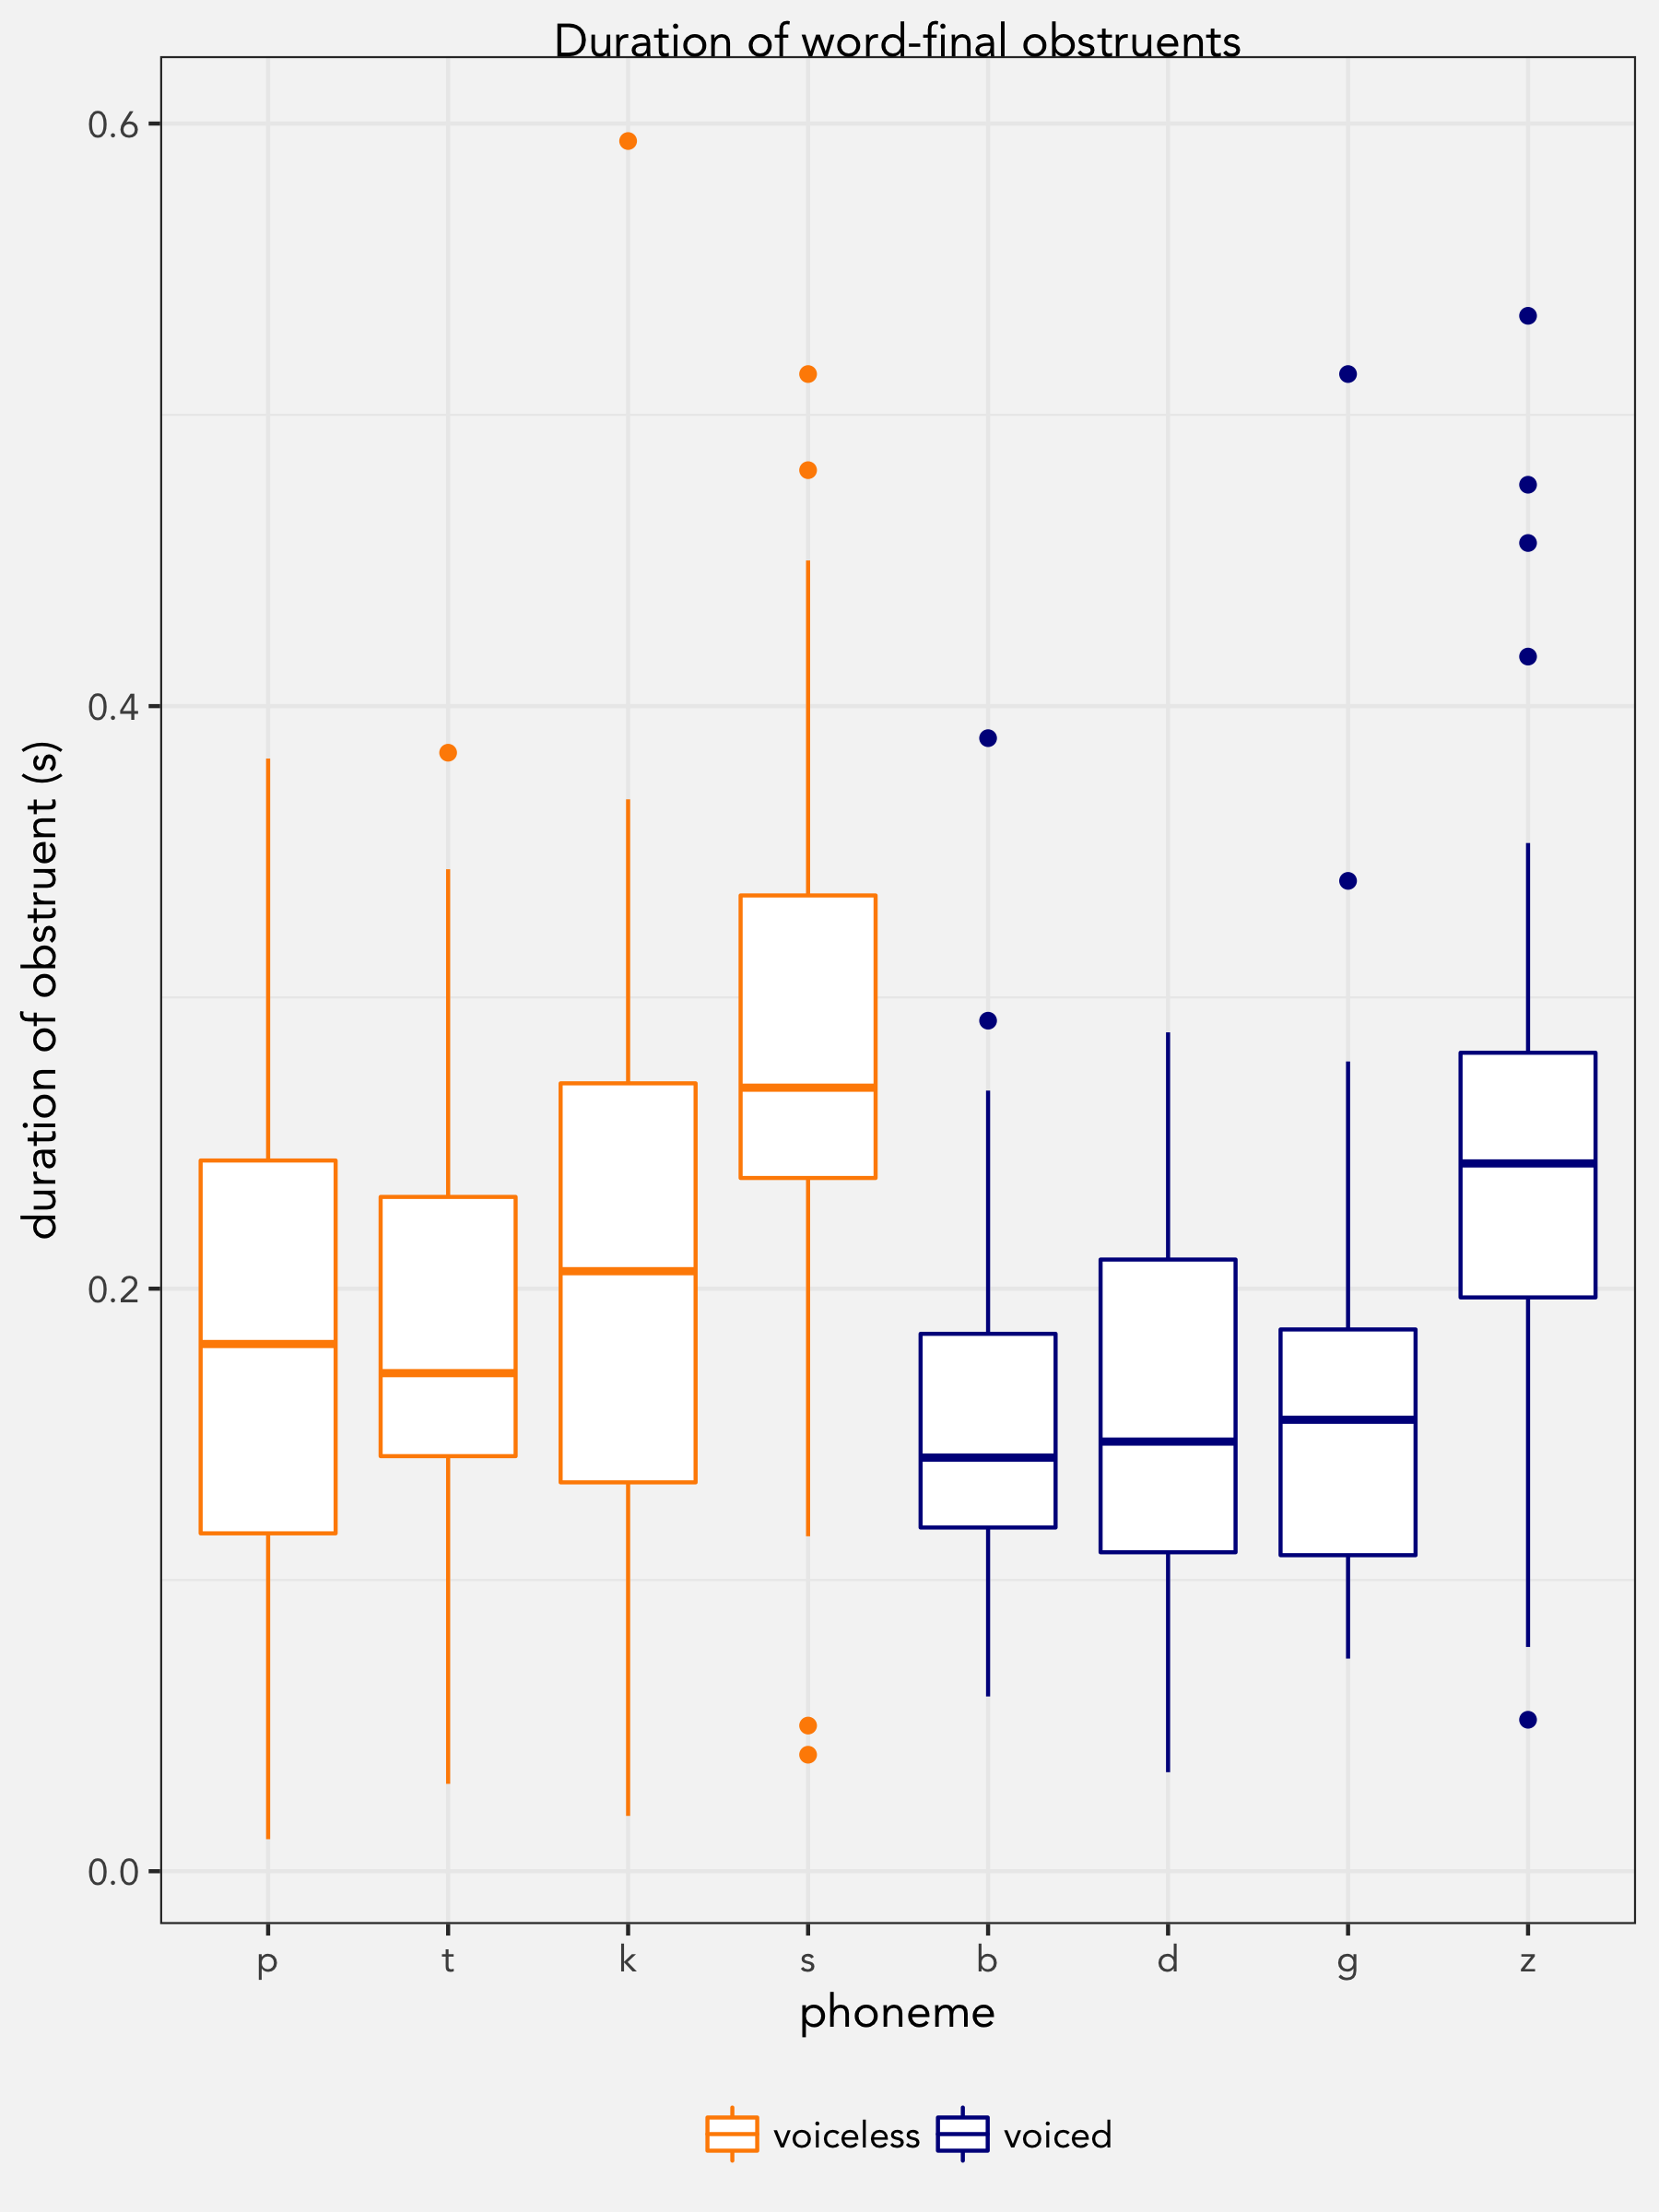 Duration of word-final obstruents
duration of obstruent (s)
0.6
0.4
0.2
0.0
p t k s b d g z
phoneme
voiceless voiced